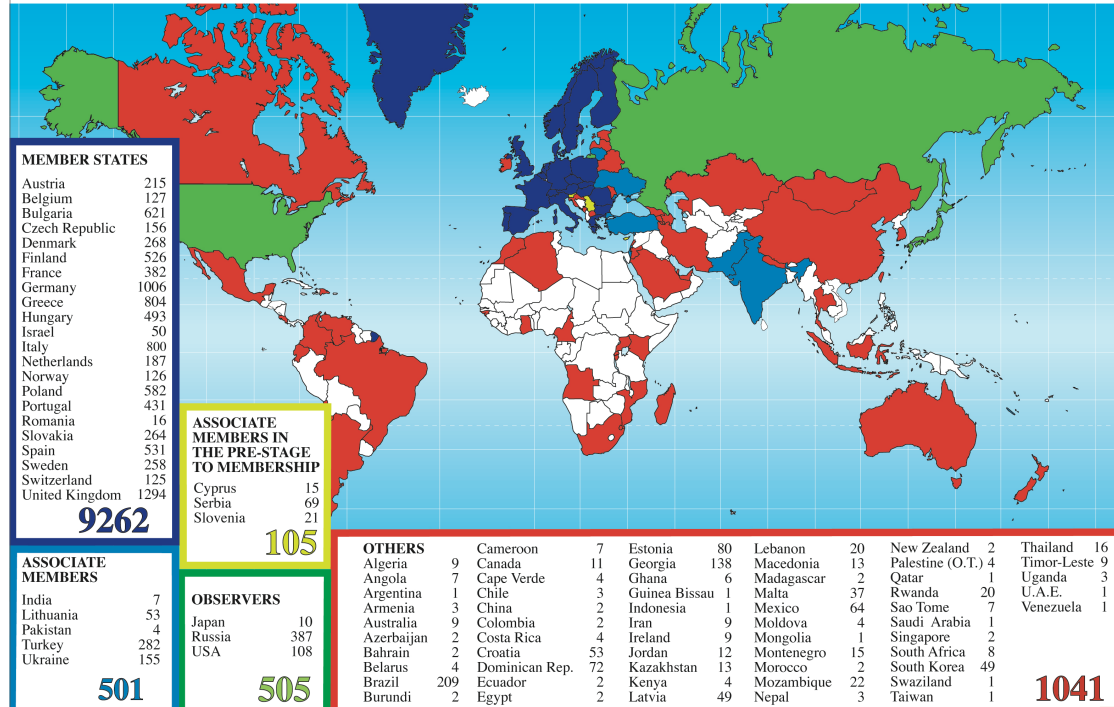 MEMBER STATES
Austria 215
Belgium 127
Bulgaria 621
Czech Republic 156
Denmark 268
Finland 526
France 382
Germany 1006
Greece 804
Hungary 493
Israel 50
Italy 800
Netherlands 187
Norway 126
Poland 582
Portugal 431
Romania 16
Slovakia 264
Spain 531
Sweden 258
Switzerland 125
United Kingdom 1294
9262
ASSOCIATE
MEMBERS
India 7
Lithuania 53
Pakistan 4
Turkey 282
Ukraine 155
501
ASSOCIATE
MEMBERS IN
THE PRE-STAGE
TO MEMBERSHIP
Cyprus 15
Serbia 69
Slovenia 21
105
OBSERVERS
Japan 10
Russia 387
USA 108
505
OTHERS
Algeria 9
Angola 7
Argentina 1
Armenia 3
Australia 9
Azerbaijan 2
Bahrain 2
Belarus 4
Brazil 209
Burundi 2
Cameroon 7
Canada 11
Cape Verde 4
Chile 3
China 2
Colombia 2
Costa Rica 4
Croatia 53
Dominican Rep. 72
Ecuador 2
Egypt 2
Estonia 80
Georgia 138
Ghana 6
Guinea Bissau 1
Indonesia 1
Iran 9
Ireland 9
Jordan 12
Kazakhstan 13
Kenya 4
Latvia 49
Lebanon 20
Macedonia 13
Madagascar 2
Malta 37
Mexico 64
Moldova 4
Mongolia 1
Montenegro 15
Morocco 2
Mozambique 22
Nepal 3
New Zealand 2
Palestine (O.T.) 4
Qatar 1
Rwanda 20
Sao Tome 7
Saudi Arabia 1
Singapore 2
South Africa 8
South Korea 49
Swaziland 1
Taiwan 1
Thailand 16
Timor-Leste 9
Uganda 3
U.A.E. 1
Venezuela 1
1041